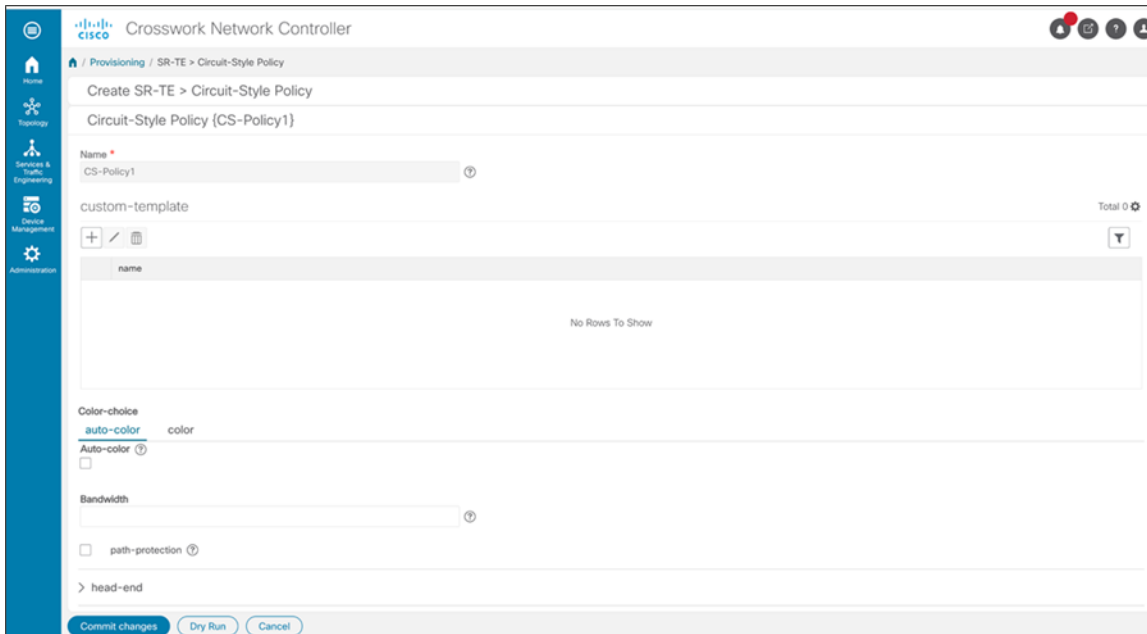 CISCO Crosswork Network Controller
Home
Topology
Services &
Traffic
Engineering
Device
Management
Administration
/ Provisioning / SR-TE > Circuit-Style Policy
Create SR-TE > Circuit-Style Policy
Circuit-Style Policy {CS-Policy1}
Name *
CS-Policy1 ?
custom-template Total 0
name
No Rows To Show
Color-choice
auto-color color
Auto-color ?
Bandwidth
?
path-protection ?
> head-end
Commit changes Dry Run Cancel